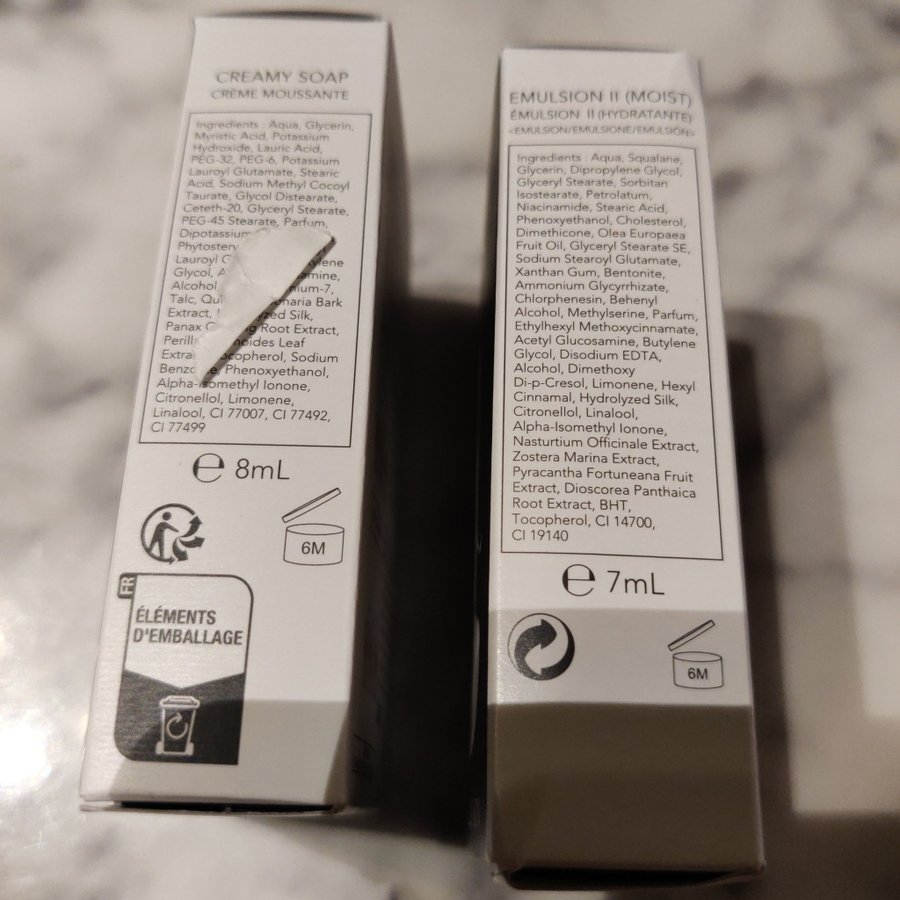 CREAMY SOAP
CRÈME MOUSSANTE
Ingredients : Aqua, Glycerin,
Myristic Acid, Potassium
Hydroxide, Lauric Acid,
PEG-32, PEG-6, Potassium
Lauroyl Glutamate, Stearic
Acid, Sodium Methyl Cocoyl
Taurate, Glycol Distearate,
Ceteth-20, Glyceryl Stearate,
PEG-45 Stearate, Parfum,
Lauroyl
Glycol,
Alcohol
Talc, Bark
Extract, Silk,
Panax Root Extract,
Leaf
Sodium
Phenoxyethanol,
Alpha-Isomethyl Ionone,
Citronellol, Limonene,
Linalool, CI 77007, CI 77492,
CI 77499
℮ 8mL
6M
FR
ÉLÉMENTS
D'EMBALLAGE
EMULSION II (MOIST)
ÉMULSION II (HYDRATANTE)
<EMULSION/EMULSIONE/EMULSIÓN>
Ingredients : Aqua, Squalane,
Glycerin, Dipropylene Glycol,
Glyceryl Stearate, Sorbitan
Isostearate, Petrolatum,
Niacinamide, Stearic Acid,
Phenoxyethanol, Cholesterol,
Dimethicone, Olea Europaea
Fruit Oil, Glyceryl Stearate SE,
Sodium Stearoyl Glutamate,
Xanthan Gum, Bentonite,
Ammonium Glycyrrhizate,
Chlorphenesin, Behenyl
Alcohol, Methylserine, Parfum,
Ethylhexyl Methoxycinnamate,
Acetyl Glucosamine, Butylene
Glycol, Disodium EDTA,
Alcohol, Dimethoxy
Di-p-Cresol, Limonene, Hexyl
Cinnamal, Hydrolyzed Silk,
Citronellol, Linalool,
Alpha-Isomethyl Ionone,
Nasturtium Officinale Extract,
Zostera Marina Extract,
Pyracantha Fortuneana Fruit
Extract, Dioscorea Panthaica
Root Extract, BHT,
Tocopherol, CI 14700,
CI 19140
℮ 7mL
6M